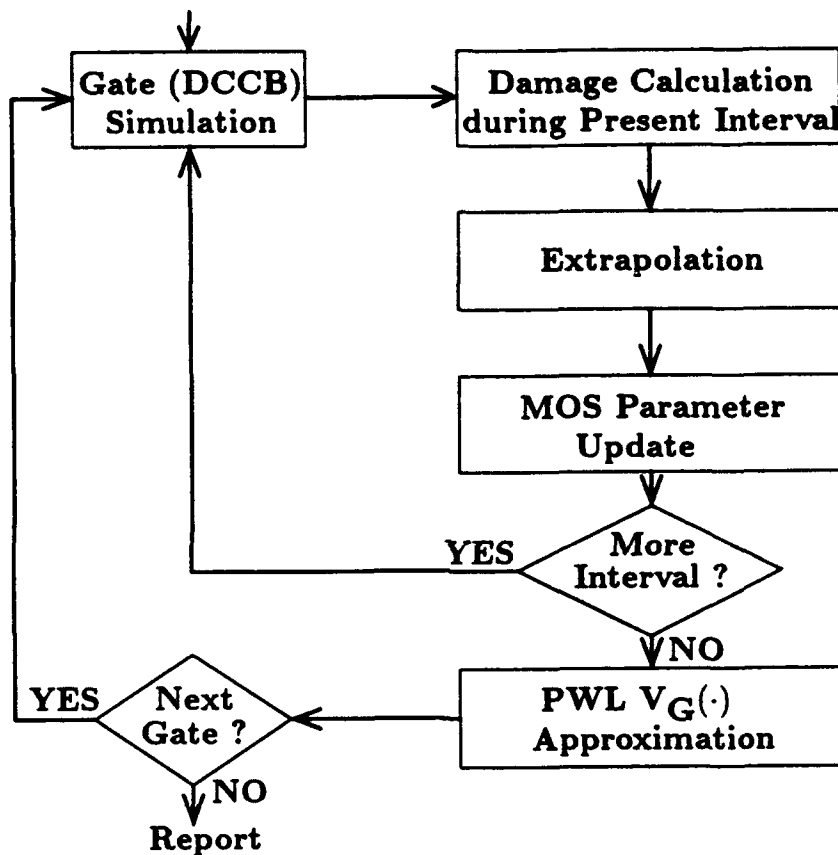 Gate (DCCB)
Simulation
Damage Calculation
during Present Interval
Extrapolation
MOS Parameter
Update
YES
More
Interval ?
NO
PWL V_G(·)
Approximation
YES
Next
Gate ?
NO
Report